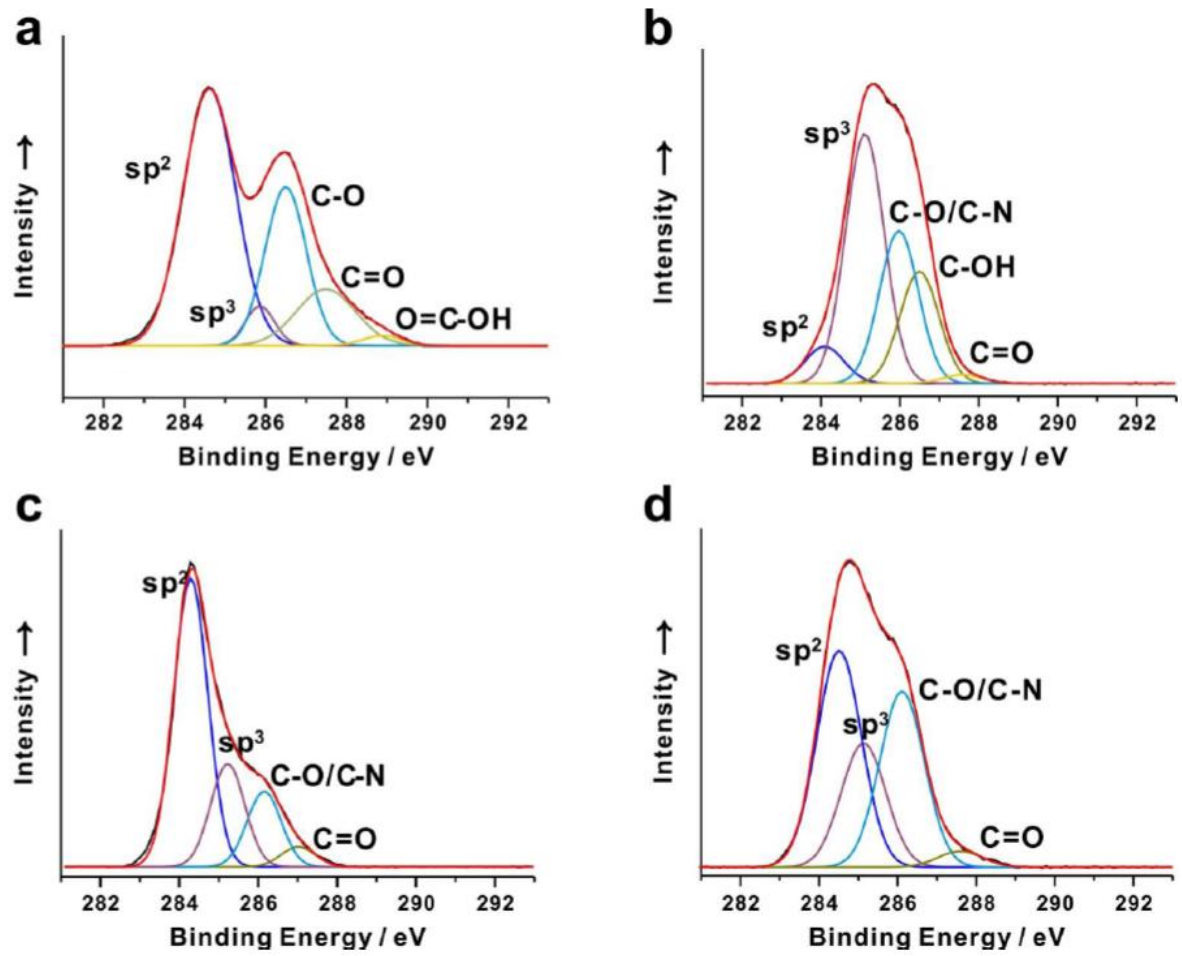 a
Intensity →
sp²
C-O
sp³
C=O
O=C-OH
282 284 286 288 290 292
Binding Energy / eV
b
Intensity →
sp³
C-O/C-N
C-OH
sp²
C=O
282 284 286 288 290 292
Binding Energy / eV
c
Intensity →
sp²
sp³
C-O/C-N
C=O
282 284 286 288 290 292
Binding Energy / eV
d
Intensity →
sp²
C-O/C-N
sp³
C=O
282 284 286 288 290 292
Binding Energy / eV